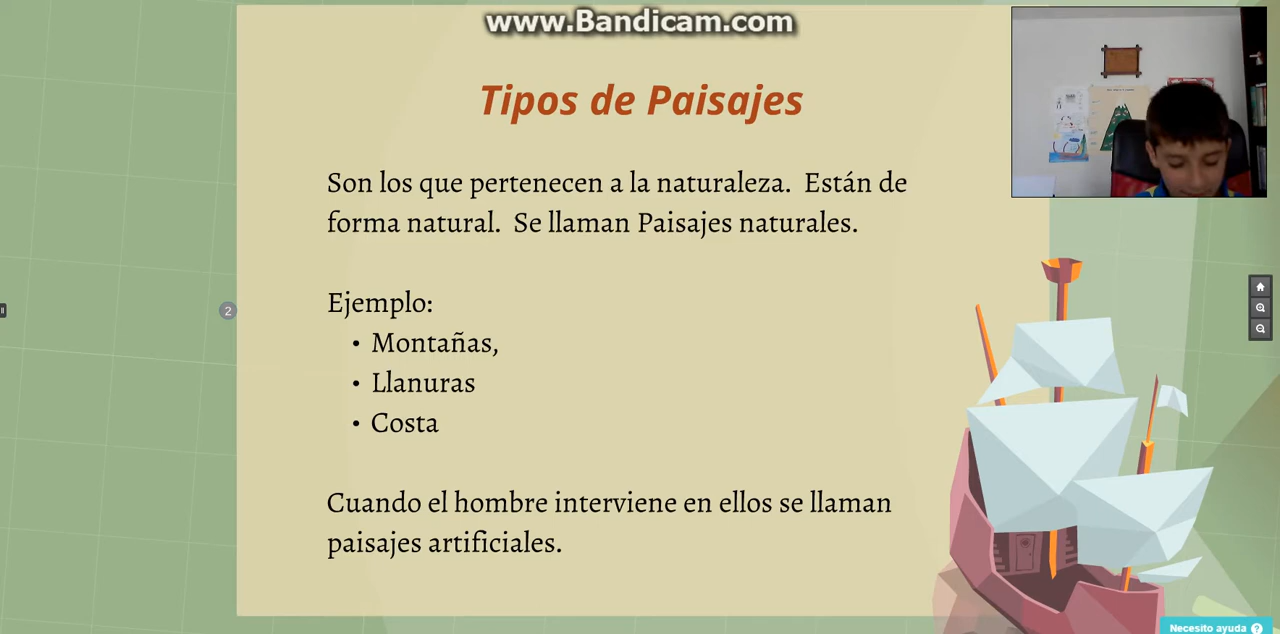 www.Bandicam.com
Tipos de Paisajes
Son los que pertenecen a la naturaleza. Están de
forma natural. Se llaman Paisajes naturales.
Ejemplo:
• Montañas,
• Llanuras
• Costa
2
Cuando el hombre interviene en ellos se llaman
paisajes artificiales.
Necesito ayuda ?